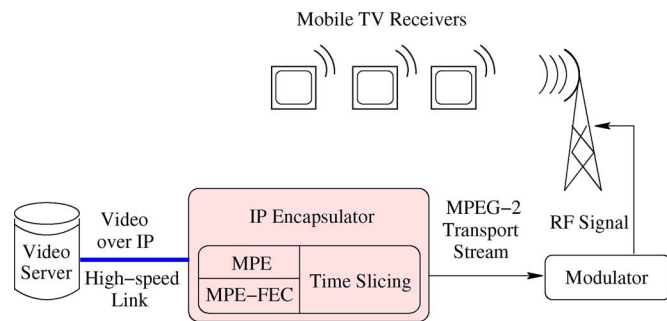 Mobile TV Receivers
Video
Server
Video
over IP
High-speed
Link
IP Encapsulator
MPE
MPE-FEC
Time Slicing
MPEG-2
Transport
Stream
RF Signal
Modulator